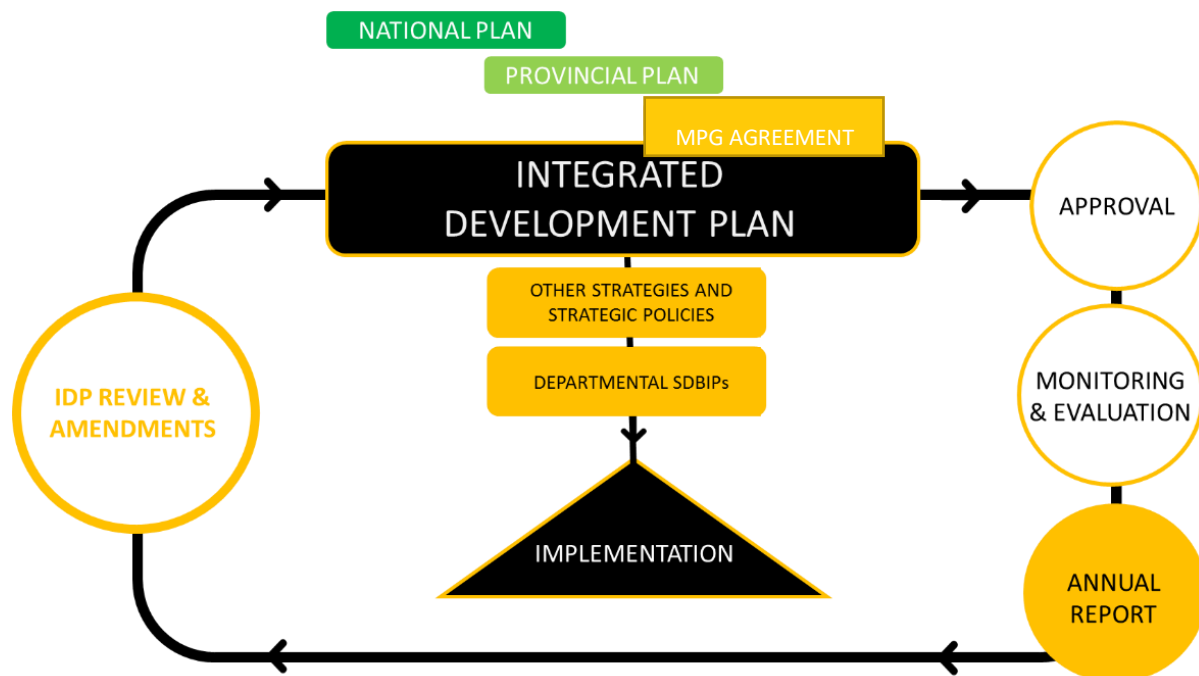 NATIONAL PLAN
PROVINCIAL PLAN
MPG AGREEMENT
INTEGRATED
DEVELOPMENT PLAN
APPROVAL
OTHER STRATEGIES AND
STRATEGIC POLICIES
DEPARTMENTAL SDBIPs
MONITORING
& EVALUATION
IDP REVIEW &
AMENDMENTS
IMPLEMENTATION
ANNUAL
REPORT